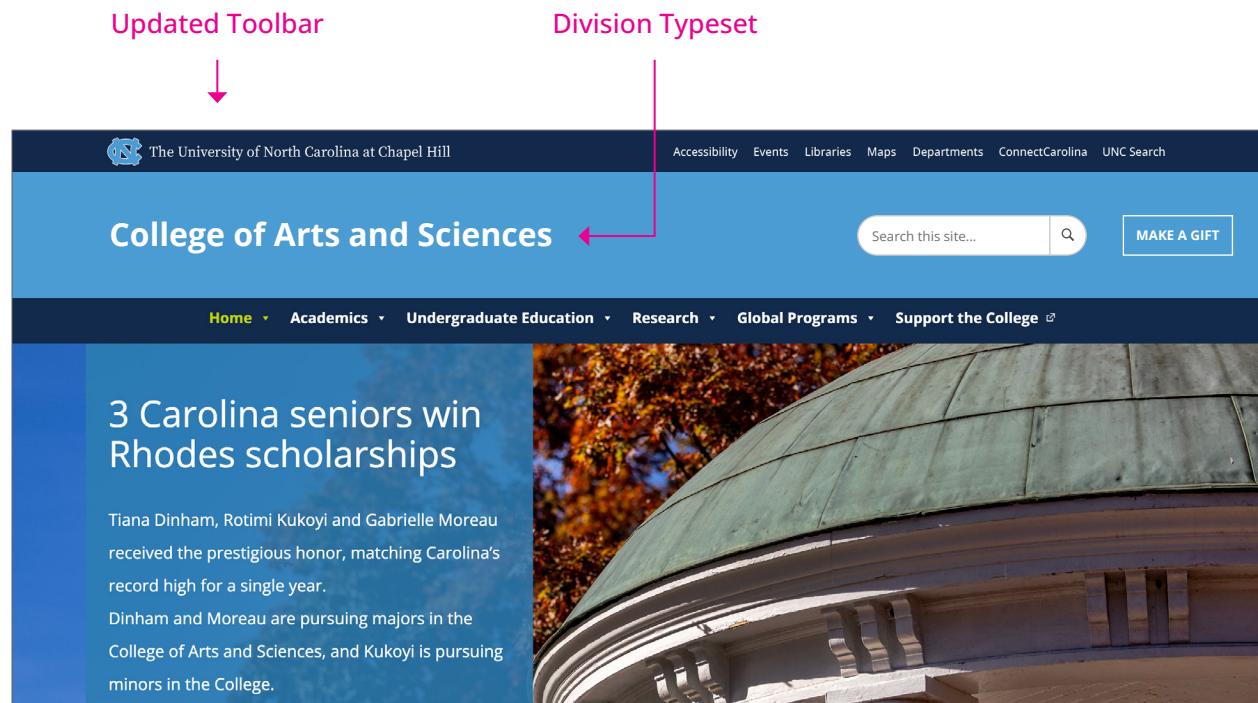 Updated Toolbar
Division Typeset
NC The University of North Carolina at Chapel Hill
Accessibility Events Libraries Maps Departments ConnectCarolina UNC Search
College of Arts and Sciences
Search this site...
MAKE A GIFT
Home Academics Undergraduate Education Research Global Programs Support the College
3 Carolina seniors win
Rhodes scholarships
Tiana Dinham, Rotimi Kukoyi and Gabrielle Moreau
received the prestigious honor, matching Carolina’s
record high for a single year.
Dinham and Moreau are pursuing majors in the
College of Arts and Sciences, and Kukoyi is pursuing
minors in the College.